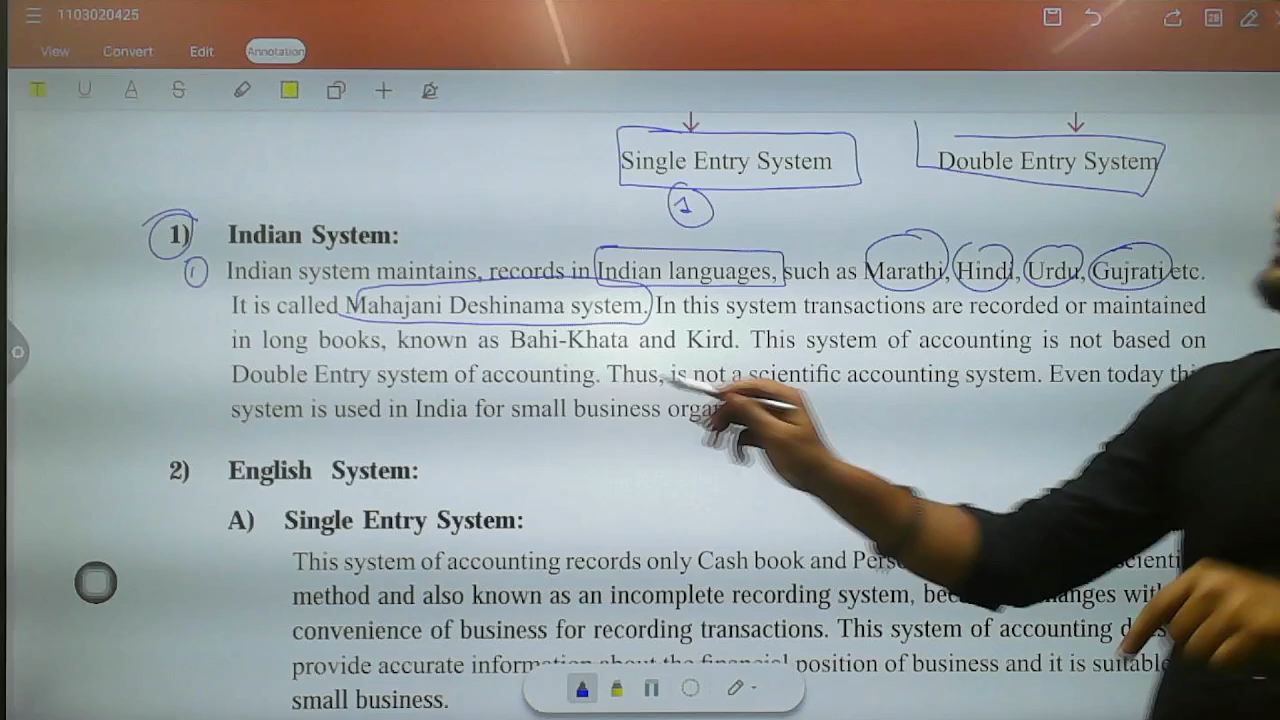 1103020425
View Convert Edit Annotation
T U A S
28
Single Entry System Double Entry System
1
1) Indian System:
1 Indian system maintains, records in Indian languages, such as Marathi, Hindi, Urdu, Gujrati etc.
It is called Mahajani Deshinama system. In this system transactions are recorded or maintained
in long books, known as Bahi-Khata and Kird. This system of accounting is not based on
Double Entry system of accounting. Thus, is not a scientific accounting system. Even today
system is used in India for small business
2) English System:
A) Single Entry System:
This system of accounting records only Cash book and
method and also known as an incomplete recording system,
convenience of business for recording transactions. This system of accounting
provide accurate information about the financial position of business and it is suitable
small business.